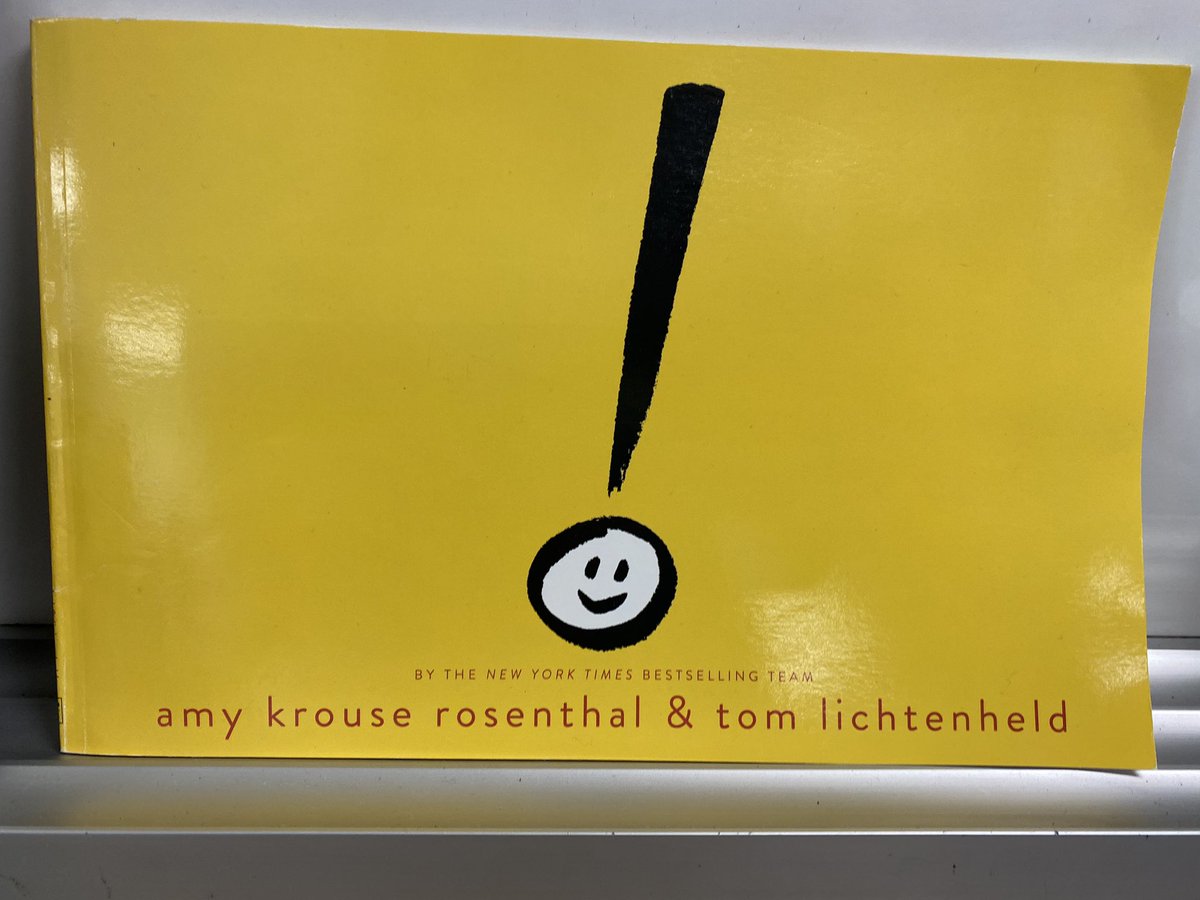 !
BY THE NEW YORK TIMES BESTSELLING TEAM
amy krouse rosenthal & tom lichtenheld